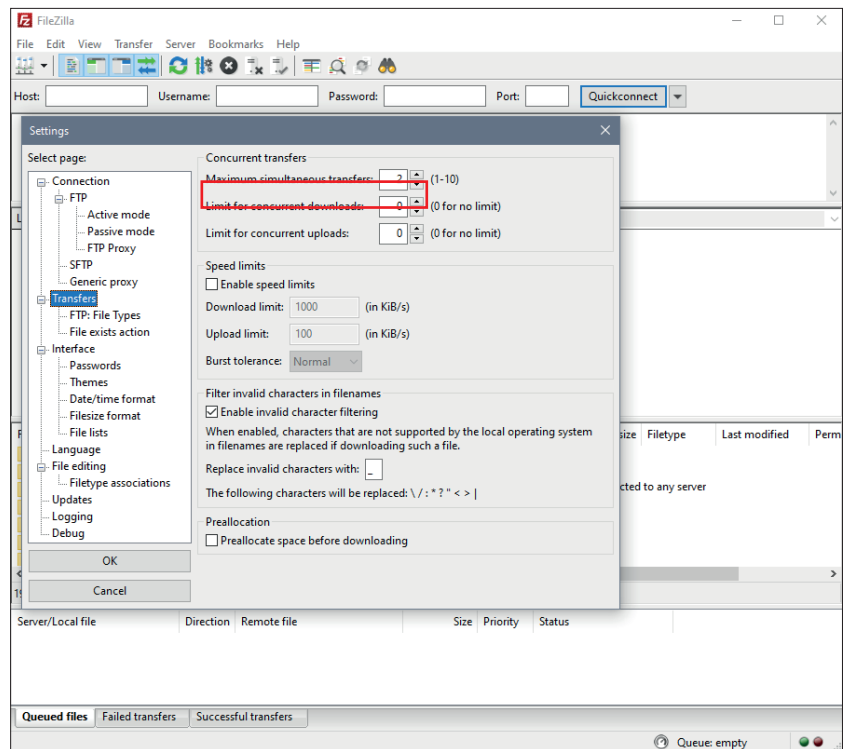 FileZilla
File Edit View Transfer Server Bookmarks Help
Host: Username: Password: Port: Quickconnect
Settings
Select page:
Connection
FTP
Active mode
Passive mode
FTP Proxy
SFTP
Generic proxy
Transfers
FTP: File Types
File exists action
Interface
Passwords
Themes
Date/time format
Filesize format
File lists
Language
File editing
Filetype associations
Updates
Logging
Debug
OK
Cancel
Concurrent transfers
Maximum simultaneous transfers: 2 (1-10)
Limit for concurrent downloads: 0 (0 for no limit)
Limit for concurrent uploads: 0 (0 for no limit)
Speed limits
Enable speed limits
Download limit: 1000 (in KiB/s)
Upload limit: 100 (in KiB/s)
Burst tolerance: Normal
Filter invalid characters in filenames
Enable invalid character filtering
When enabled, characters that are not supported by the local operating system
in filenames are replaced if downloading such a file.
Replace invalid characters with: _
The following characters will be replaced: \ / : * ? " < > |
Preallocation
Preallocate space before downloading
size Filetype Last modified Perm
cted to any server
Server/Local file Direction Remote file Size Priority Status
Queued files Failed transfers Successful transfers
Queue: empty